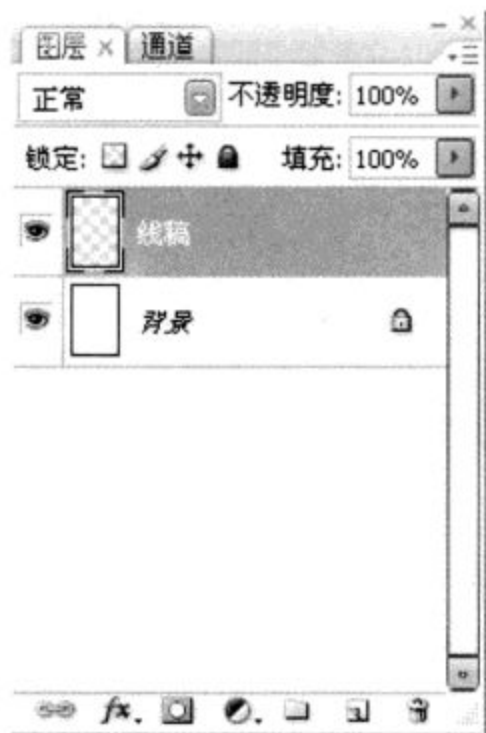 图层 × 通道
正常 不透明度: 100%
锁定: 填充: 100%
线稿
背景
fx.